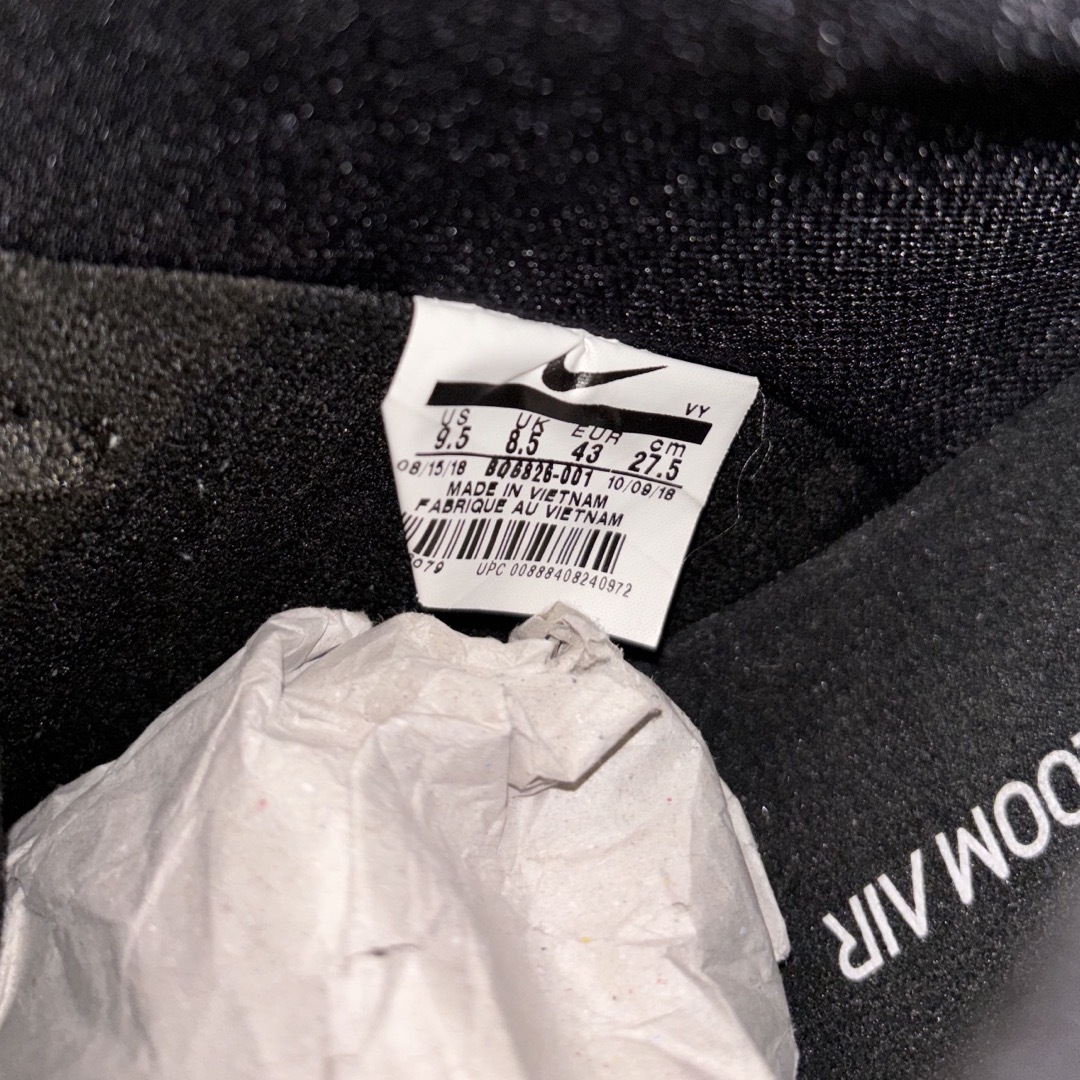 VY
US UK EUR cm
9.5 8.5 43 27.5
08/15/18 BQ6826-001 10/09/18
MADE IN VIETNAM
FABRIQUE AU VIETNAM
UPC 00888408240972
OOM AIR